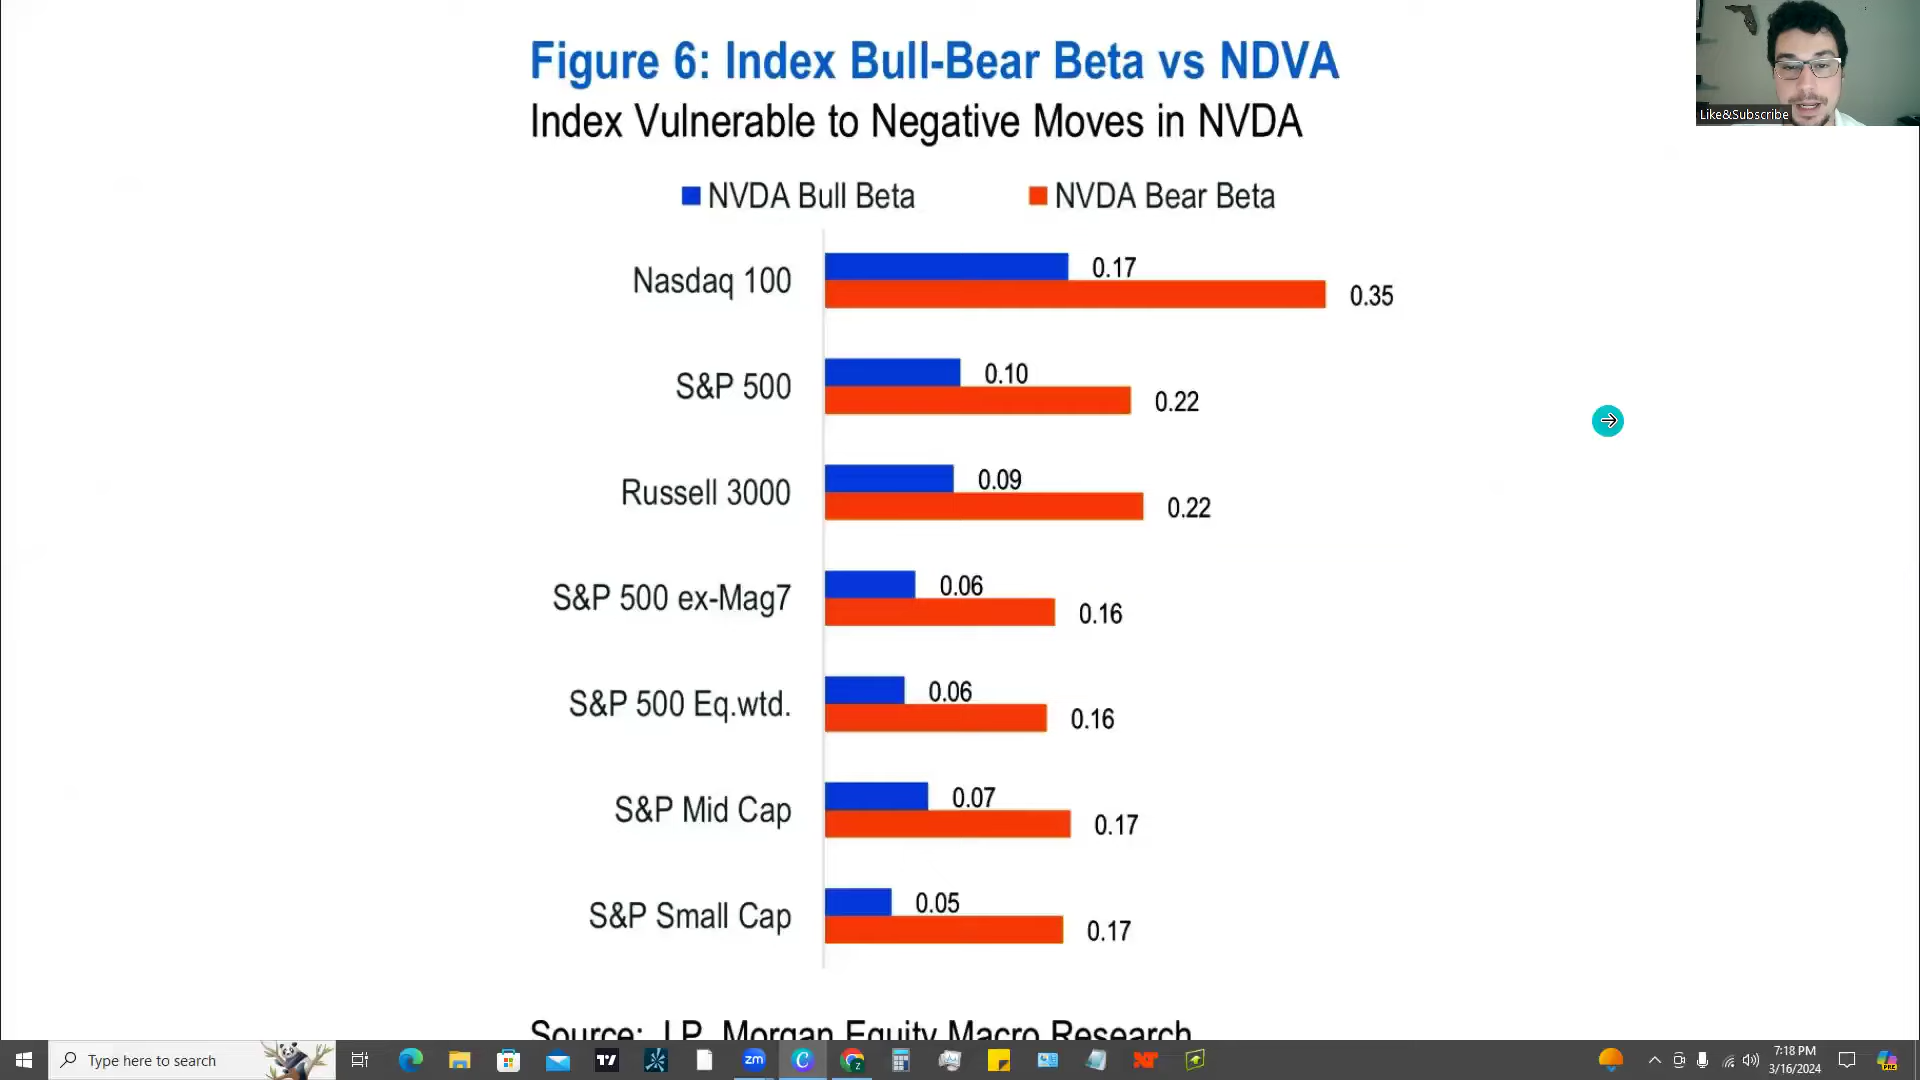 Figure 6: Index Bull-Bear Beta vs NDVA
Index Vulnerable to Negative Moves in NVDA
NVDA Bull Beta
NVDA Bear Beta
Like&Subscribe
Nasdaq 100
0.17
0.35
S&P 500
0.10
0.22
Russell 3000
0.09
0.22
S&P 500 ex-Mag7
0.06
0.16
S&P 500 Eq.wtd.
0.06
0.16
S&P Mid Cap
0.07
0.17
S&P Small Cap
0.05
0.17
Source: J.P. Morgan Equity Macro Research
Type here to search
zm
7:18 PM
3/16/2024
PRE